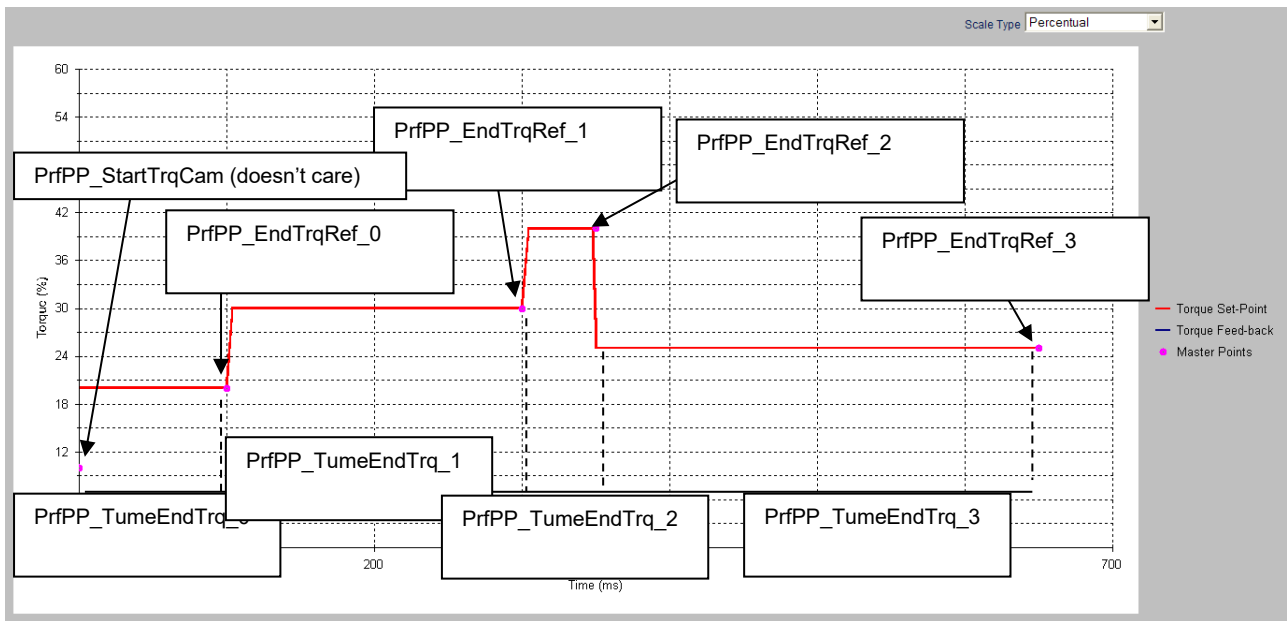 Scale Type Percentual
60
54
PrfPP_EndTrqRef_1
PrfPP_EndTrqRef_2
PrfPP_StartTrqCam (doesn't care)
42
PrfPP_EndTrqRef_0
PrfPP_EndTrqRef_3
36
Torque (%)
30
Torque Set-Point
Torque Feed-back
24
Master Points
18
12
PrfPP_TumeEndTrq_1
PrfPP_TumeEndTrq_0
PrfPP_TumeEndTrq_2
PrfPP_TumeEndTrq_3
200
700
Time (ms)